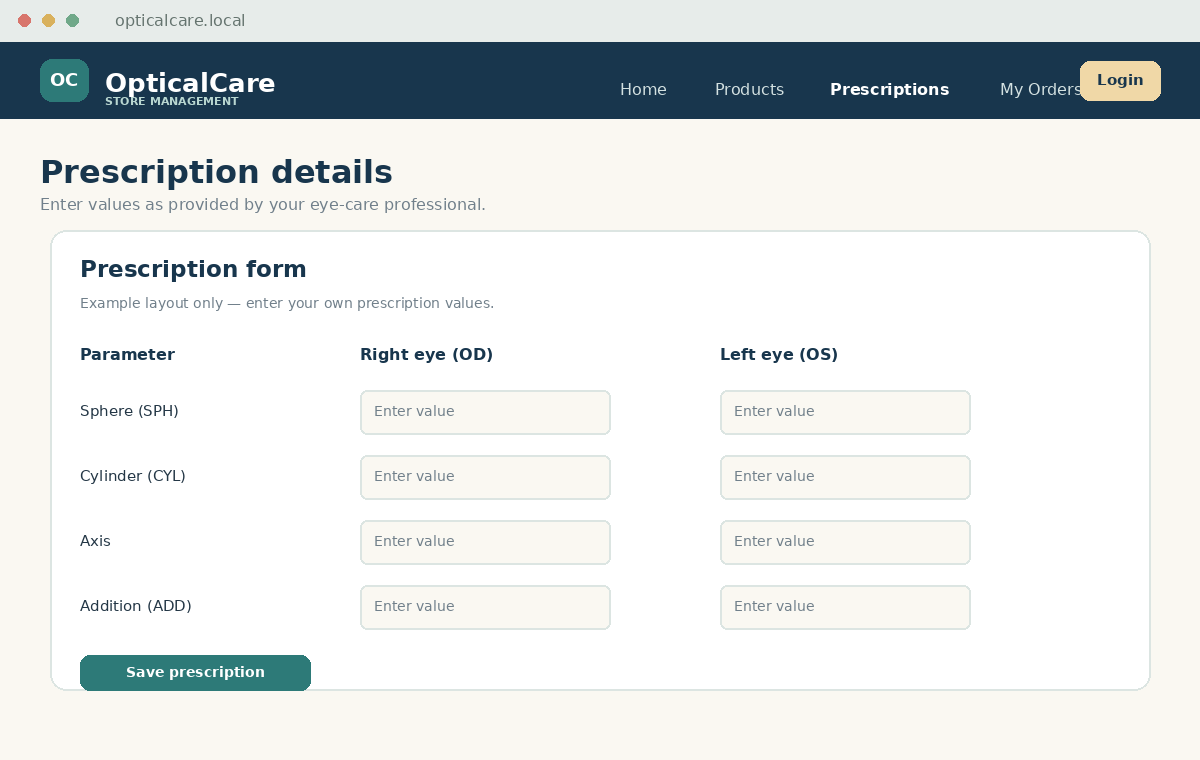 opticalcare.local
OC
OpticalCare
STORE MANAGEMENT
Home Products Prescriptions My Orders Login
Prescription details
Enter values as provided by your eye-care professional.
Prescription form
Example layout only — enter your own prescription values.
Parameter Right eye (OD) Left eye (OS)
Sphere (SPH) Enter value Enter value
Cylinder (CYL) Enter value Enter value
Axis Enter value Enter value
Addition (ADD) Enter value Enter value
Save prescription